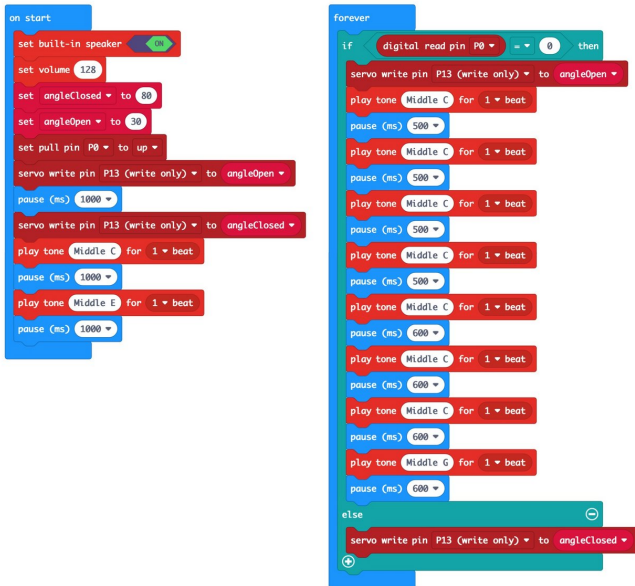 on start
set built-in speaker ON
set volume 128
set angleClosed to 80
set angleOpen to 30
set pull pin P0 to up
servo write pin P13 (write only) to angleOpen
pause (ms) 1000
servo write pin P13 (write only) to angleClosed
play tone Middle C for 1 beat
pause (ms) 1000
play tone Middle E for 1 beat
pause (ms) 1000
forever
if digital read pin P0 = 0 then
servo write pin P13 (write only) to angleOpen
play tone Middle C for 1 beat
pause (ms) 500
play tone Middle C for 1 beat
pause (ms) 500
play tone Middle C for 1 beat
pause (ms) 500
play tone Middle C for 1 beat
pause (ms) 500
play tone Middle C for 1 beat
pause (ms) 600
play tone Middle C for 1 beat
pause (ms) 600
play tone Middle C for 1 beat
pause (ms) 600
play tone Middle G for 1 beat
pause (ms) 600
else
servo write pin P13 (write only) to angleClosed